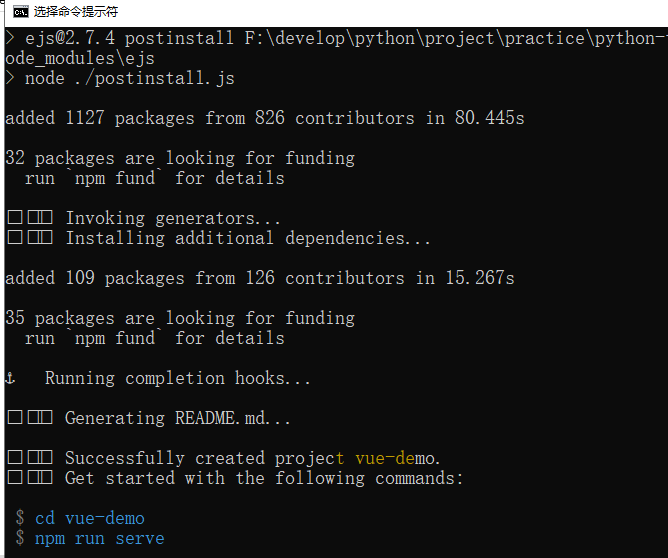 选择命令提示符
> ejs@2.7.4 postinstall F:\develop\python\project\practice\python-
ode_modules\ejs
> node ./postinstall.js
added 1127 packages from 826 contributors in 80.445s
32 packages are looking for funding
run `npm fund` for details
Invoking generators...
Installing additional dependencies...
added 109 packages from 126 contributors in 15.267s
35 packages are looking for funding
run `npm fund` for details
⚓ Running completion hooks...
Generating README.md...
Successfully created project vue-demo.
Get started with the following commands:
$ cd vue-demo
$ npm run serve